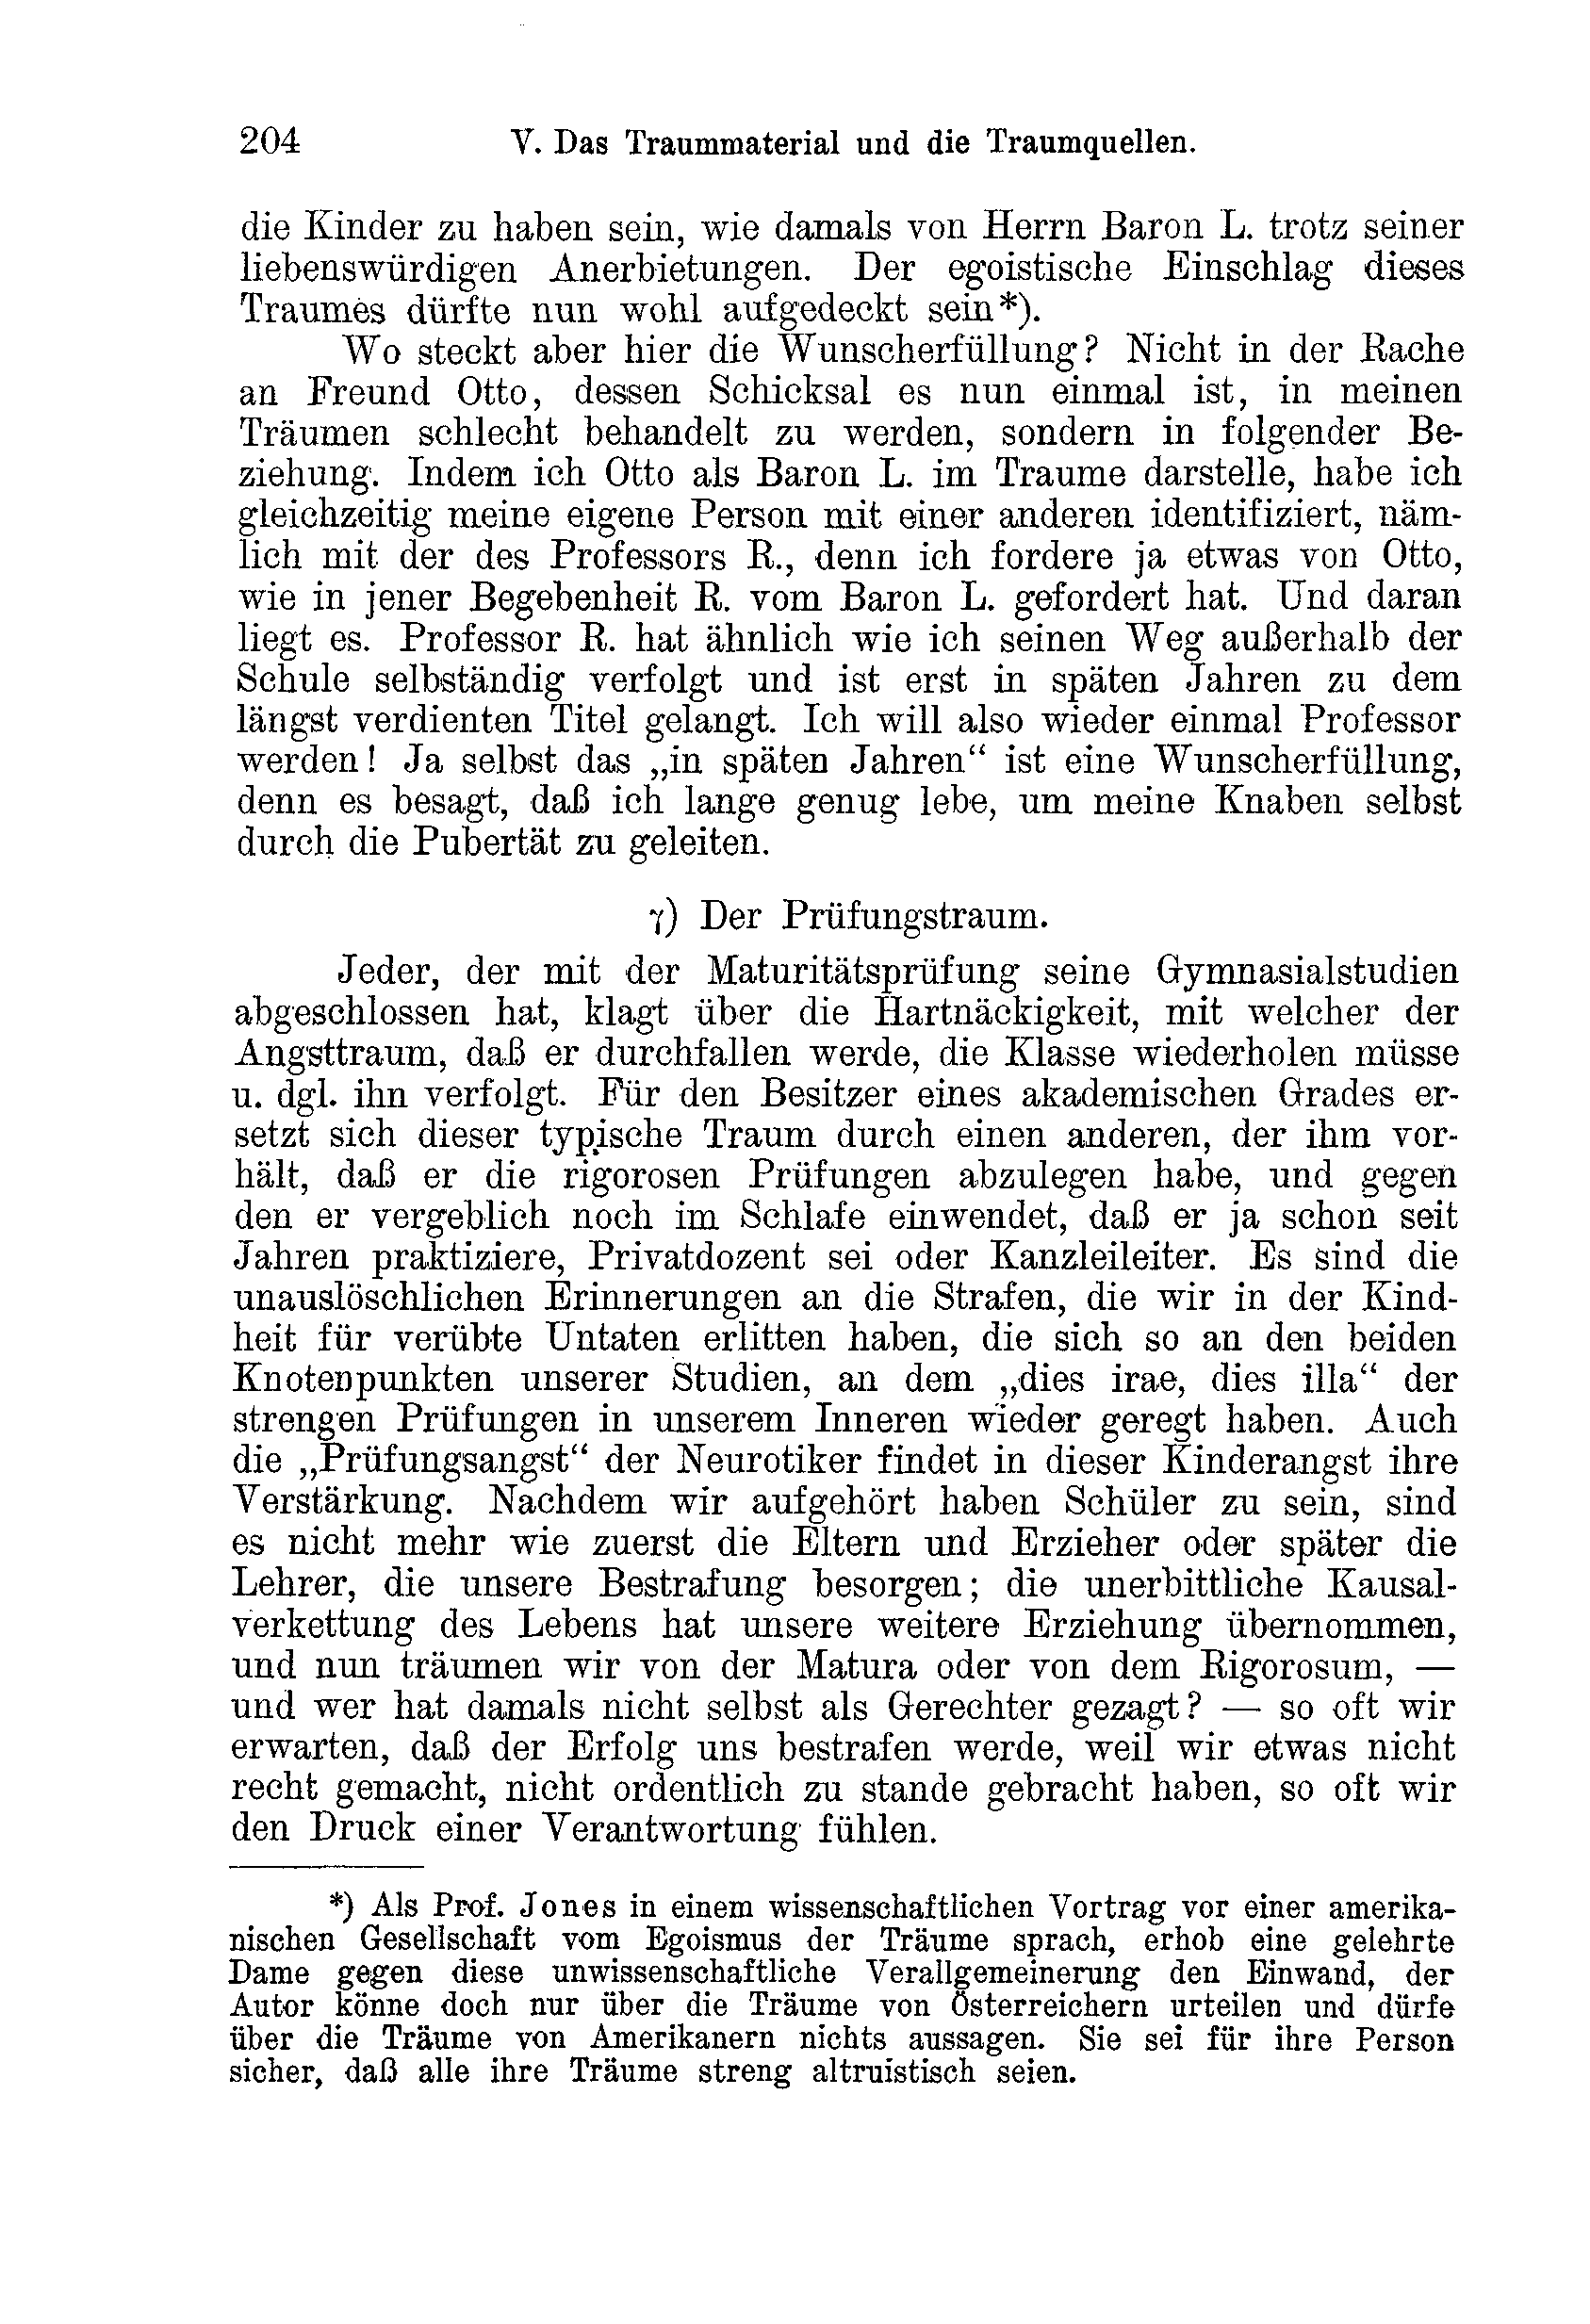 204 V. Das Traummaterial und die Traumquellen.
die Kinder zu haben sein, wie damals von Herrn Baron L. trotz seiner
liebenswürdigen Anerbietungen. Der egoistische Einschlag dieses
Traumes dürfte nun wohl aufgedeckt sein*).
Wo steckt aber hier die Wunscherfüllung? Nicht in der Rache
an Freund Otto, dessen Schicksal es nun einmal ist, in meinen
Träumen schlecht behandelt zu werden, sondern in folgender Be-
ziehung. Indem ich Otto als Baron L. im Traume darstelle, habe ich
gleichzeitig meine eigene Person mit einer anderen identifiziert, näm-
lich mit der des Professors R., denn ich fordere ja etwas von Otto,
wie in jener Begebenheit R. vom Baron L. gefordert hat. Und daran
liegt es. Professor R. hat ähnlich wie ich seinen Weg außerhalb der
Schule selbständig verfolgt und ist erst in späten Jahren zu dem
längst verdienten Titel gelangt. Ich will also wieder einmal Professor
werden! Ja selbst das „in späten Jahren“ ist eine Wunscherfüllung,
denn es besagt, daß ich lange genug lebe, um meine Knaben selbst
durch die Pubertät zu geleiten.
γ) Der Prüfungstraum.
Jeder, der mit der Maturitätsprüfung seine Gymnasialstudien
abgeschlossen hat, klagt über die Hartnäckigkeit, mit welcher der
Angsttraum, daß er durchfallen werde, die Klasse wiederholen müsse
u. dgl. ihn verfolgt. Für den Besitzer eines akademischen Grades er-
setzt sich dieser typische Traum durch einen anderen, der ihm vor-
hält, daß er die rigorosen Prüfungen abzulegen habe, und gegen
den er vergeblich noch im Schlafe einwendet, daß er ja schon seit
Jahren praktiziere, Privatdozent sei oder Kanzleileiter. Es sind die
unauslöschlichen Erinnerungen an die Strafen, die wir in der Kind-
heit für verübte Untaten erlitten haben, die sich so an den beiden
Knotenpunkten unserer Studien, an dem „dies irae, dies illa“ der
strengen Prüfungen in unserem Inneren wieder geregt haben. Auch
die „Prüfungsangst“ der Neurotiker findet in dieser Kinderangst ihre
Verstärkung. Nachdem wir aufgehört haben Schüler zu sein, sind
es nicht mehr wie zuerst die Eltern und Erzieher oder später die
Lehrer, die unsere Bestrafung besorgen; die unerbittliche Kausal-
verkettung des Lebens hat unsere weitere Erziehung übernommen,
und nun träumen wir von der Matura oder von dem Rigorosum, —
und wer hat damals nicht selbst als Gerechter gezagt? — so oft wir
erwarten, daß der Erfolg uns bestrafen werde, weil wir etwas nicht
recht gemacht, nicht ordentlich zu stande gebracht haben, so oft wir
den Druck einer Verantwortung fühlen.
*) Als Prof. Jones in einem wissenschaftlichen Vortrag vor einer amerika-
nischen Gesellschaft vom Egoismus der Träume sprach, erhob eine gelehrte
Dame gegen diese unwissenschaftliche Verallgemeinerung den Einwand, der
Autor könne doch nur über die Träume von Österreichern urteilen und dürfe
über die Träume von Amerikanern nichts aussagen. Sie sei für ihre Person
sicher, daß alle ihre Träume streng altruistisch seien.